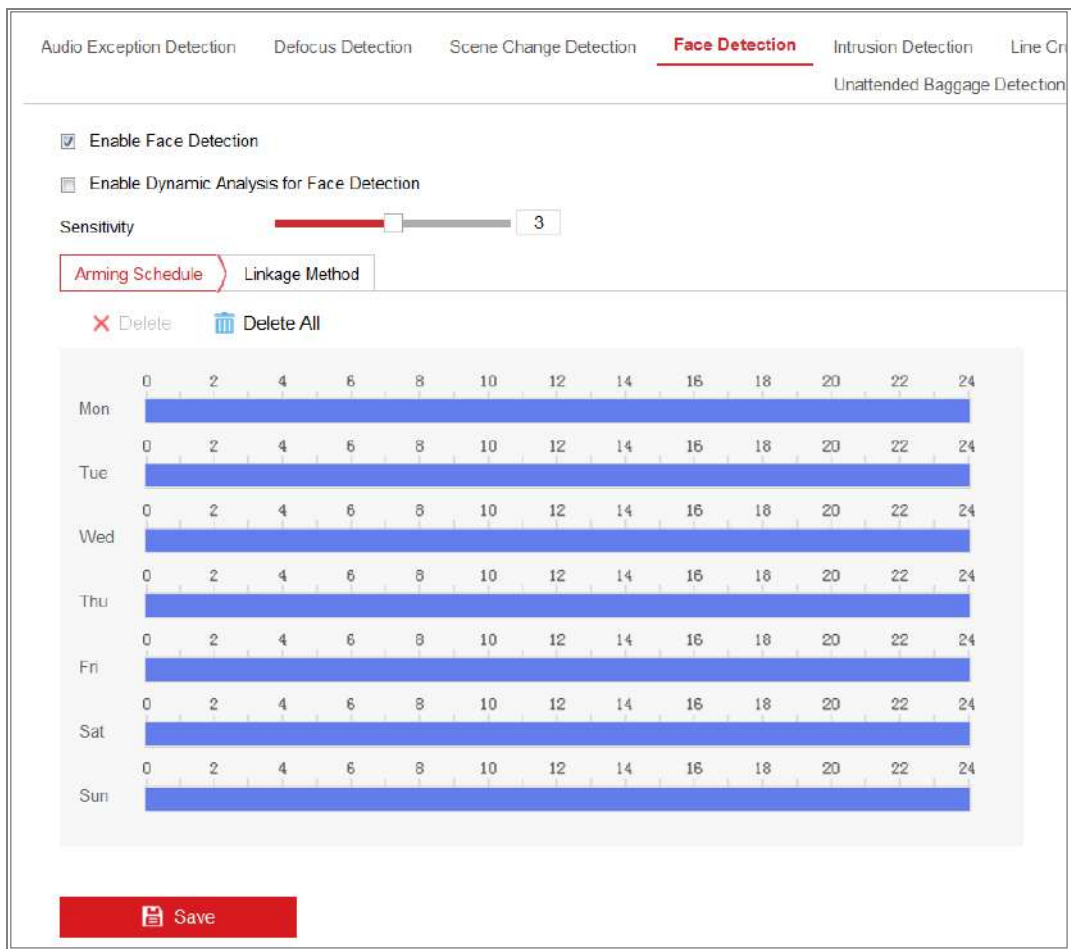 Audio Exception Detection Defocus Detection Scene Change Detection Face Detection Intrusion Detection Line Cr
Unattended Baggage Detection
Enable Face Detection
Enable Dynamic Analysis for Face Detection
Sensitivity 3
Arming Schedule Linkage Method
Delete Delete All
0 2 4 6 8 10 12 14 16 18 20 22 24
Mon
0 2 4 6 8 10 12 14 16 18 20 22 24
Tue
0 2 4 6 8 10 12 14 16 18 20 22 24
Wed
0 2 4 6 8 10 12 14 16 18 20 22 24
Thu
0 2 4 6 8 10 12 14 16 18 20 22 24
Fri
0 2 4 6 8 10 12 14 16 18 20 22 24
Sat
0 2 4 6 8 10 12 14 16 18 20 22 24
Sun
Save